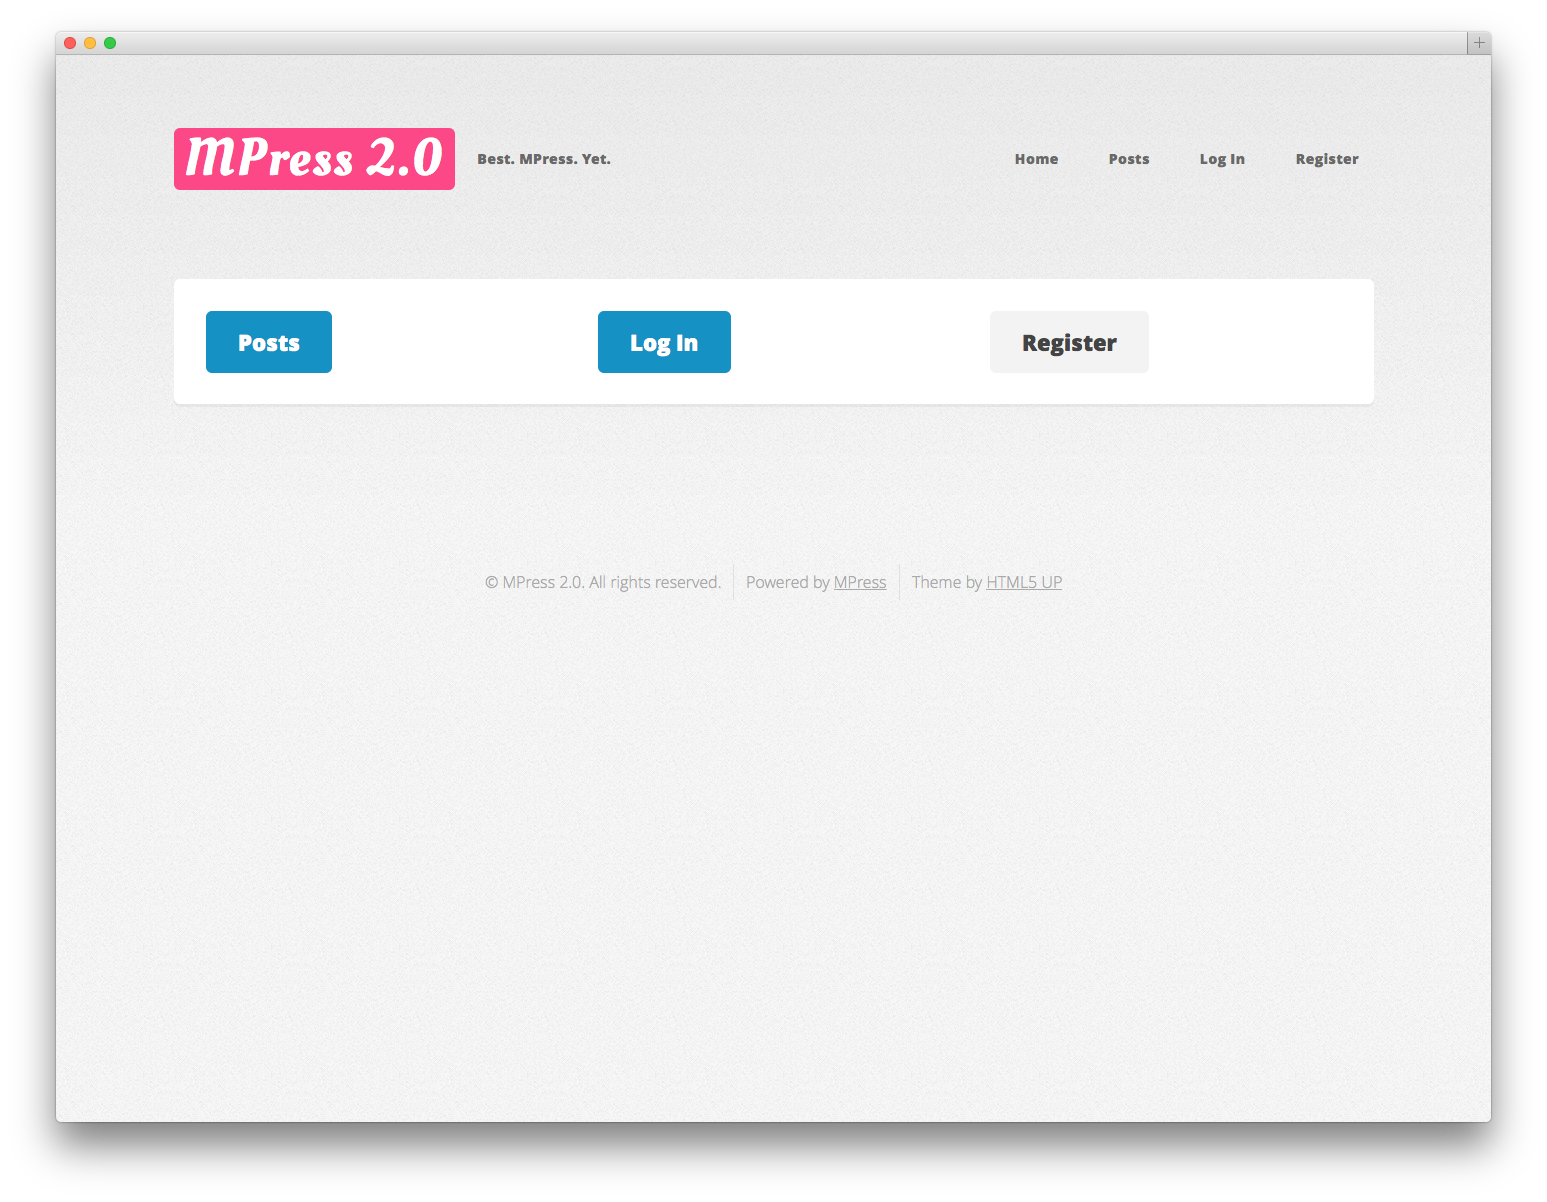 MPress 2.0
Best. MPress. Yet.
Home Posts Log In Register
Posts
Log In
Register
© MPress 2.0. All rights reserved. Powered by MPress Theme by HTML5 UP